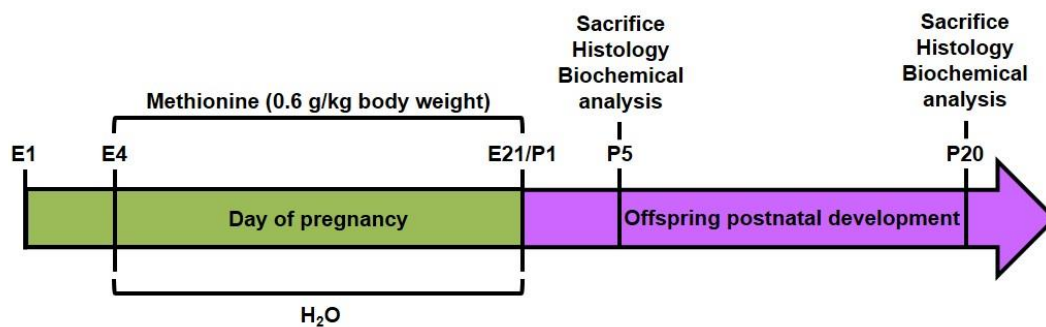 Sacrifice
Histology
Biochemical
analysis
Sacrifice
Histology
Biochemical
analysis
Methionine (0.6 g/kg body weight)
E1
E4
E21/P1
P5
P20
Day of pregnancy
Offspring postnatal development
H₂O